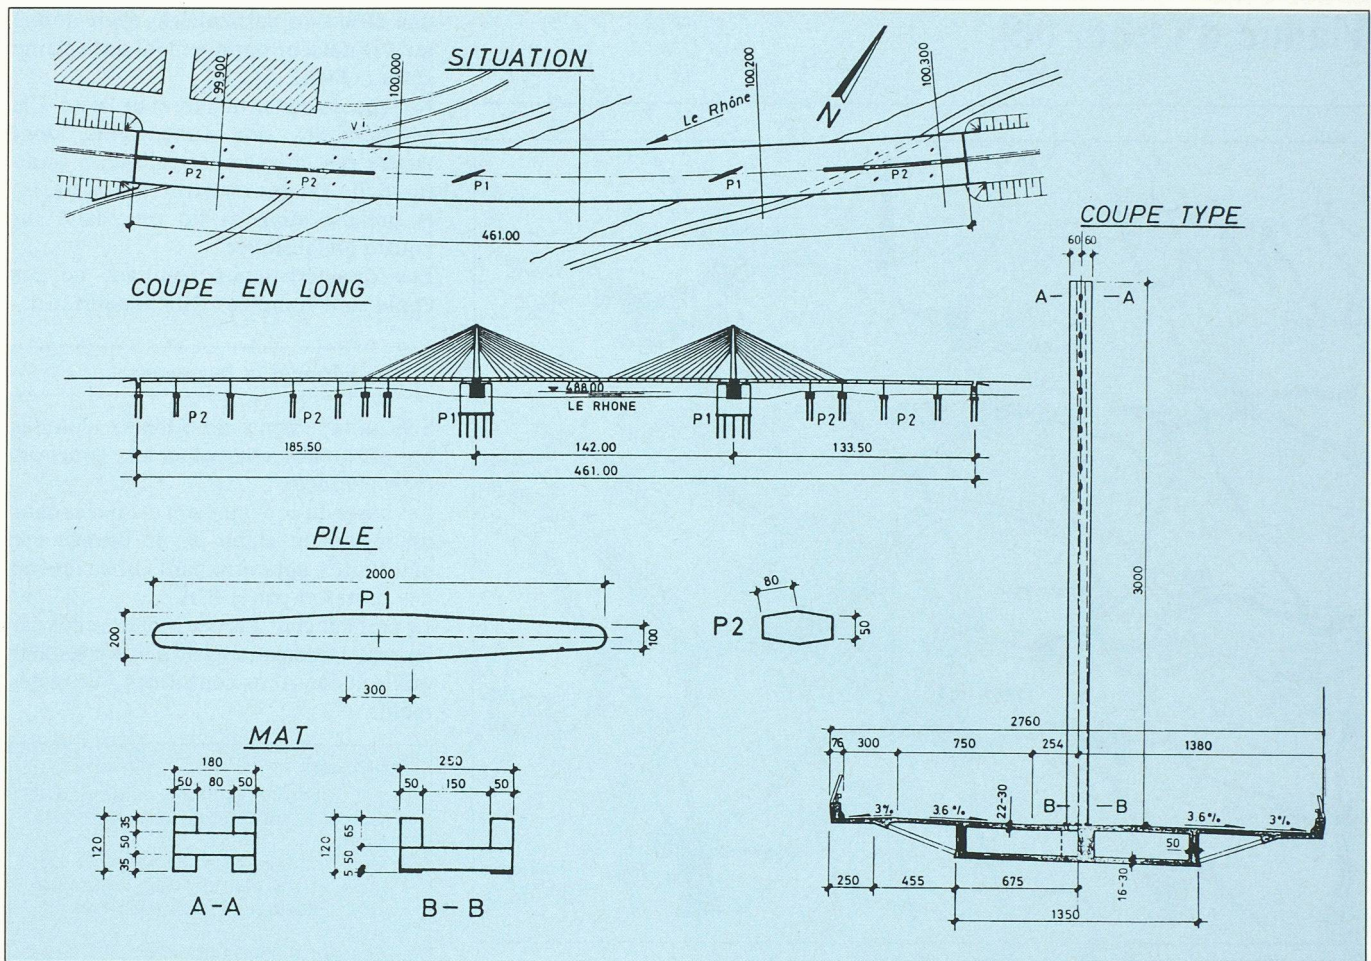 SITUATION
99.900
100.000
100.200
100.300
Le Rhône
N
V i.
P2
P2
P1
P1
P2
461.00
COUPE TYPE
60 60
A A
3000
COUPE EN LONG
488.00
LE RHONE
P2
P2
P1
P1
P2
P2
185.50
142.00
133.50
461.00
PILE
2000
P1
200
100
300
P2
80
50
MAT
180
50 80 50
120
35
50
35
A-A
250
50 150 50
120
65
50
5
B-B
2760
76 300 750 254 1380
B B
3% 3.6% 22-30 3.6% 3%
50
250 455 675 16-30
1350